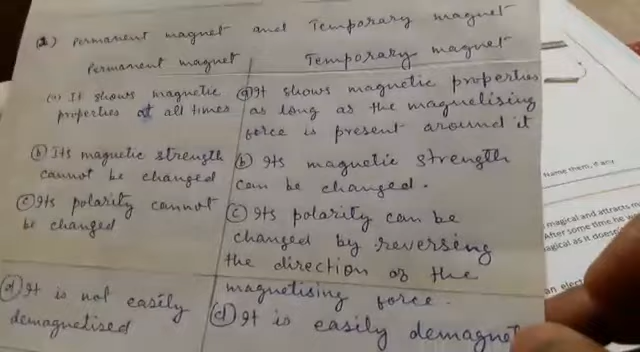 (2) Permanent magnet and Temporary magnet
Permanent magnet
Temporary magnet
(a) It shows magnetic
properties at all times
(a) It shows magnetic properties
as long as the magnetising
force is present around it
(b) Its magnetic strength
cannot be changed
(b) Its magnetic strength
can be changed.
(c) Its polarity cannot
be changed
(c) Its polarity can be
changed by reversing
the direction of the
magnetising force.
(d) It is not easily
demagnetised
(d) It is easily demagnet
Name them, if any
magical and attracts
After some time he
gical as it
an elec